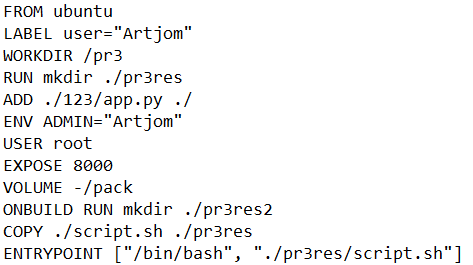 FROM ubuntu
LABEL user="Artjom"
WORKDIR /pr3
RUN mkdir ./pr3res
ADD ./123/app.py ./
ENV ADMIN="Artjom"
USER root
EXPOSE 8000
VOLUME ~/pack
ONBUILD RUN mkdir ./pr3res2
COPY ./script.sh ./pr3res
ENTRYPOINT ["/bin/bash", "./pr3res/script.sh"]